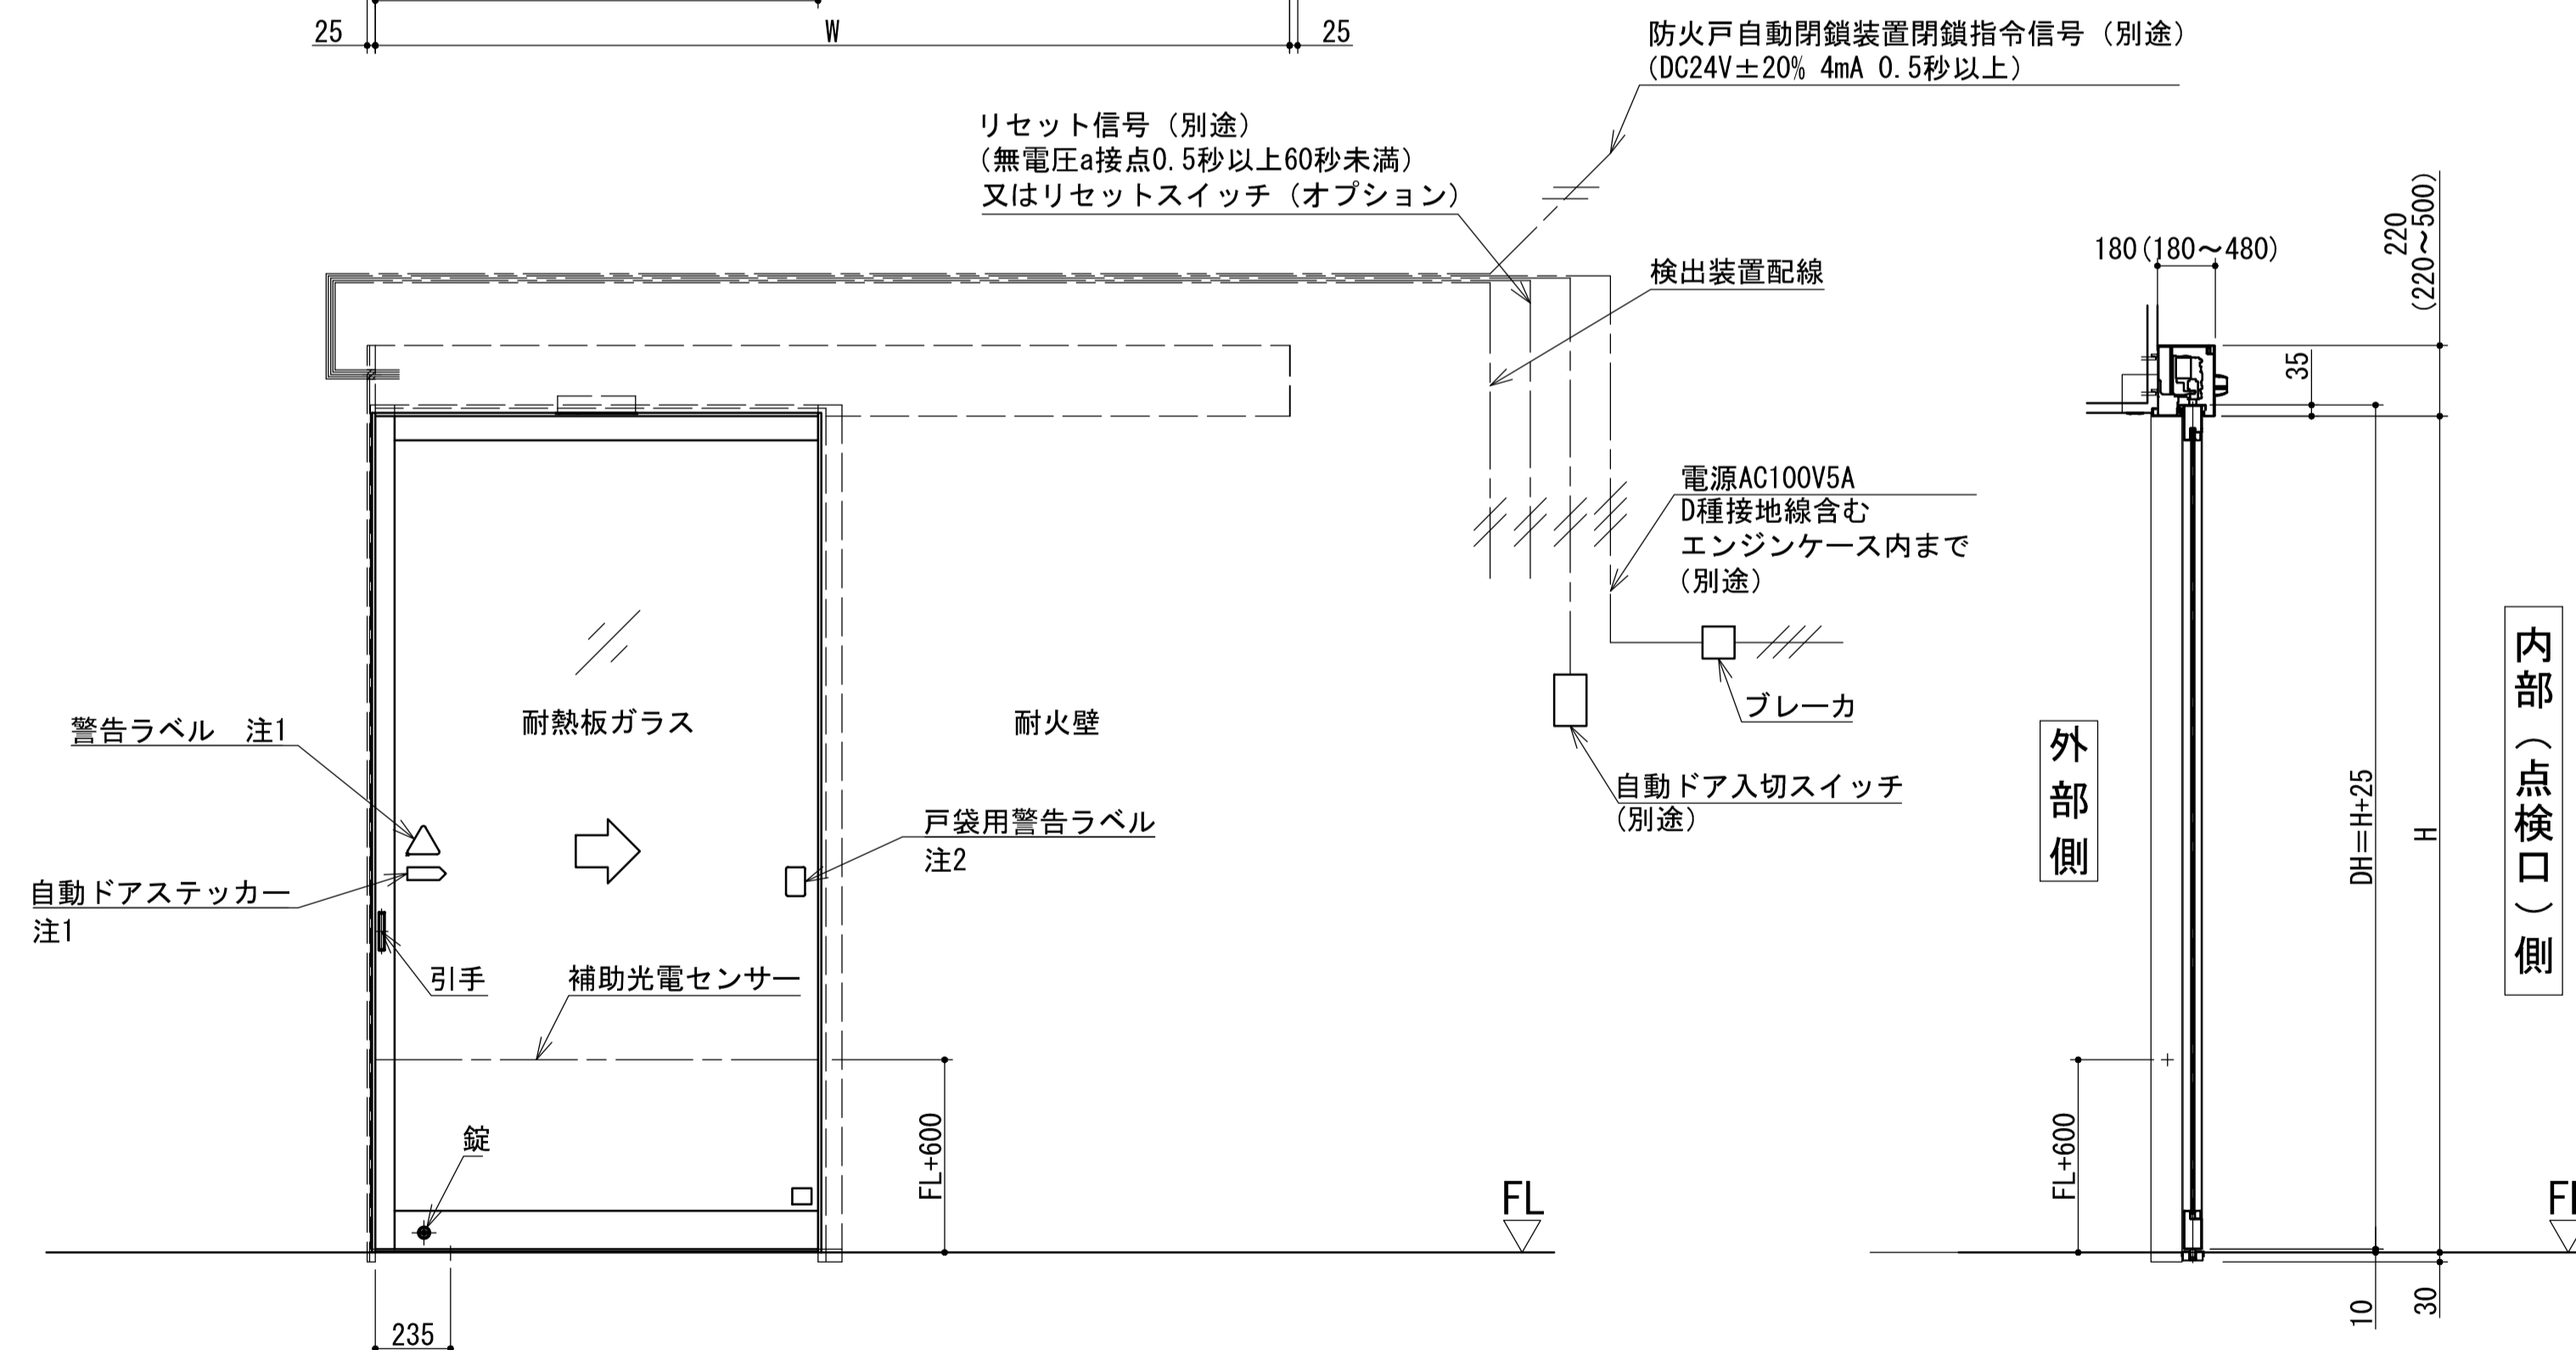 25
W
25
防火戸自動閉鎖装置閉鎖指令信号（別途）
（DC24V±20% 4mA 0.5秒以上）
リセット信号（別途）
（無電圧a接点0.5秒以上60秒未満）
又はリセットスイッチ（オプション）
検出装置配線
180(180～480)
220
(220～500)
35
電源AC100V5A
D種接地線含む
エンジンケース内まで
（別途）
ブレーカ
自動ドア入切スイッチ
（別途）
警告ラベル　注1
耐熱板ガラス
耐火壁
戸袋用警告ラベル
注2
自動ドアステッカー
注1
引手
補助光電センサー
錠
FL+600
FL
235
外部側
内部（点検口）側
DH＝H+25
H
FL+600
10
30